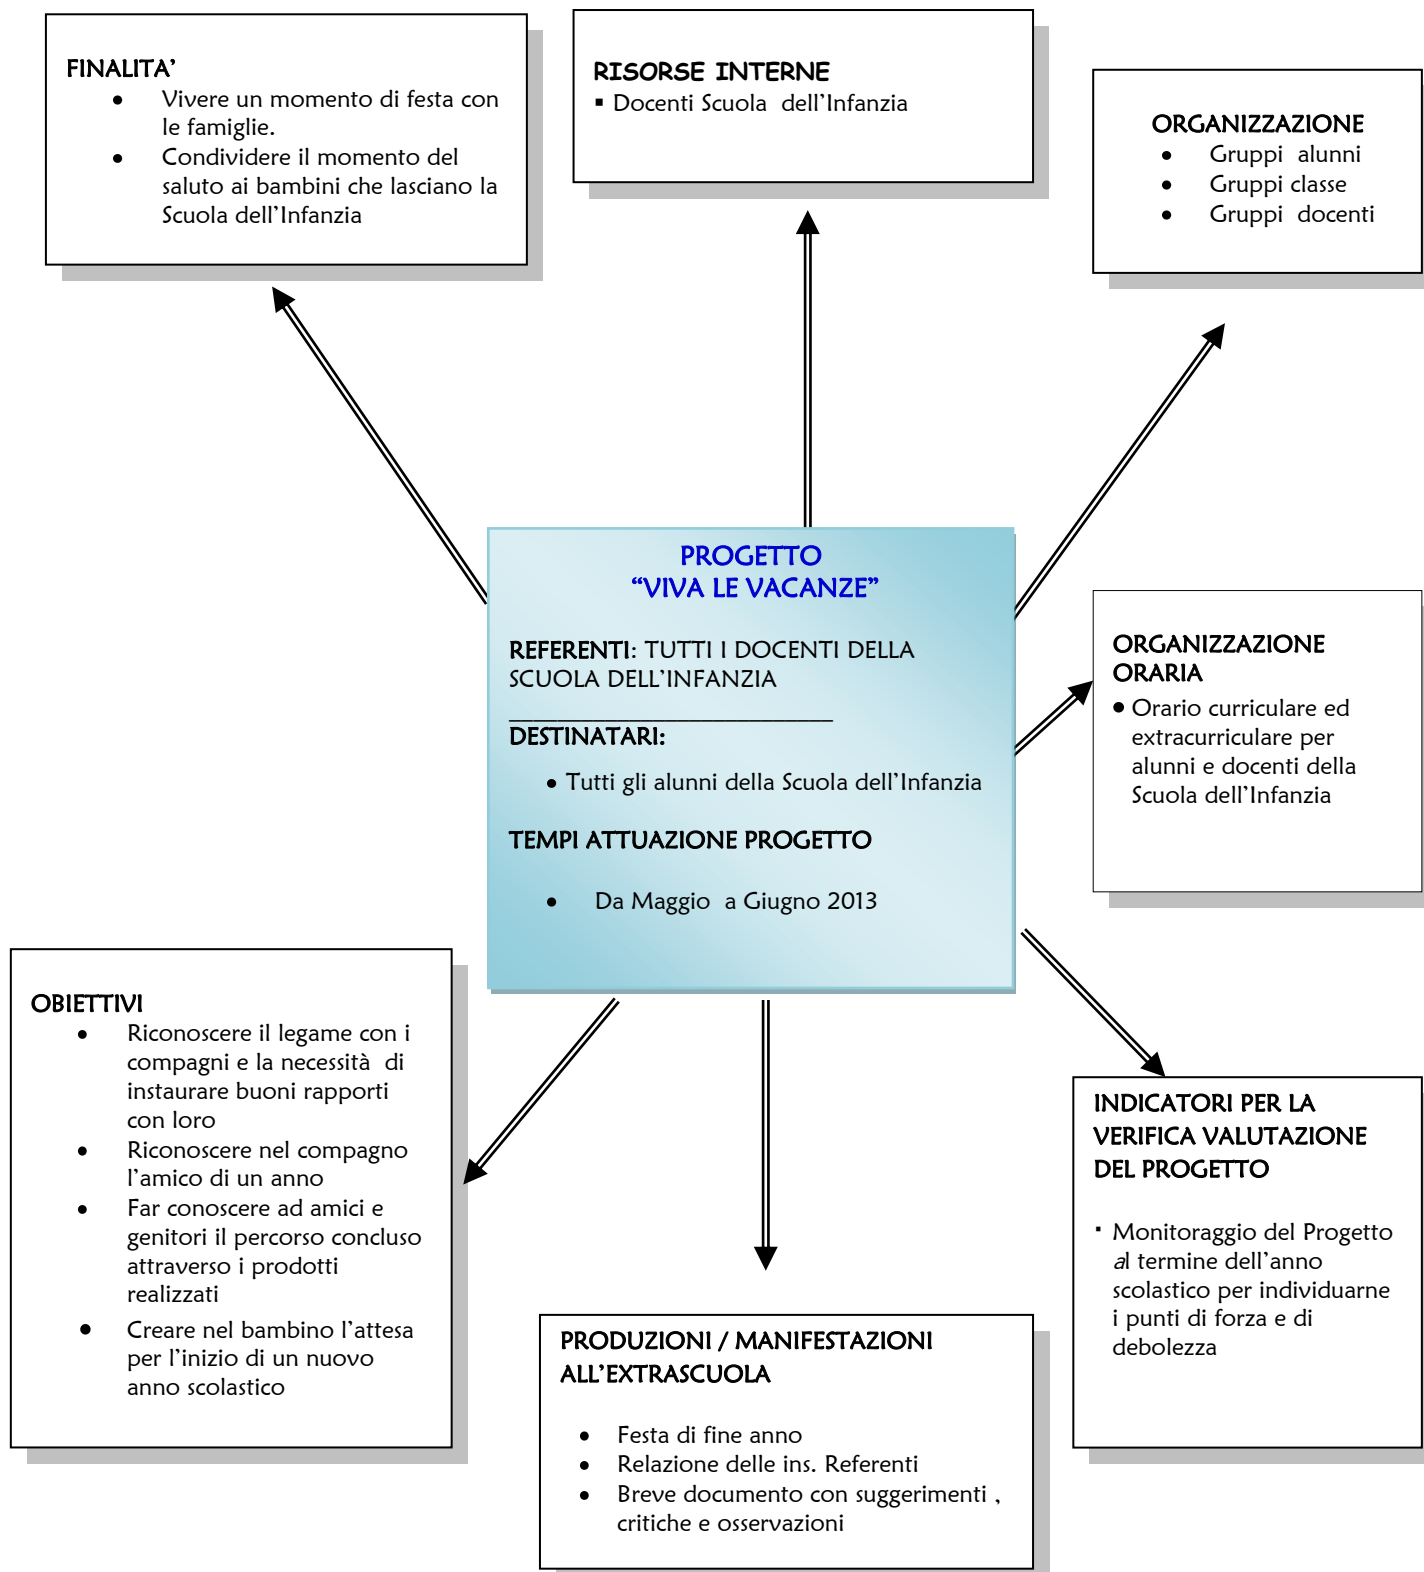 FINALITA’
• Vivere un momento di festa con
le famiglie.
• Condividere il momento del
saluto ai bambini che lasciano la
Scuola dell’Infanzia
RISORSE INTERNE
▪ Docenti Scuola dell’Infanzia
ORGANIZZAZIONE
• Gruppi alunni
• Gruppi classe
• Gruppi docenti
PROGETTO
“VIVA LE VACANZE”
REFERENTI: TUTTI I DOCENTI DELLA
SCUOLA DELL’INFANZIA
___________________________
DESTINATARI:
• Tutti gli alunni della Scuola dell’Infanzia
TEMPI ATTUAZIONE PROGETTO
• Da Maggio a Giugno 2013
ORGANIZZAZIONE
ORARIA
• Orario curriculare ed
extracurriculare per
alunni e docenti della
Scuola dell’Infanzia
OBIETTIVI
• Riconoscere il legame con i
compagni e la necessità di
instaurare buoni rapporti
con loro
• Riconoscere nel compagno
l’amico di un anno
• Far conoscere ad amici e
genitori il percorso concluso
attraverso i prodotti
realizzati
• Creare nel bambino l’attesa
per l’inizio di un nuovo
anno scolastico
INDICATORI PER LA
VERIFICA VALUTAZIONE
DEL PROGETTO
▪ Monitoraggio del Progetto
al termine dell’anno
scolastico per individuarne
i punti di forza e di
debolezza
PRODUZIONI / MANIFESTAZIONI
ALL’EXTRASCUOLA
• Festa di fine anno
• Relazione delle ins. Referenti
• Breve documento con suggerimenti ,
critiche e osservazioni